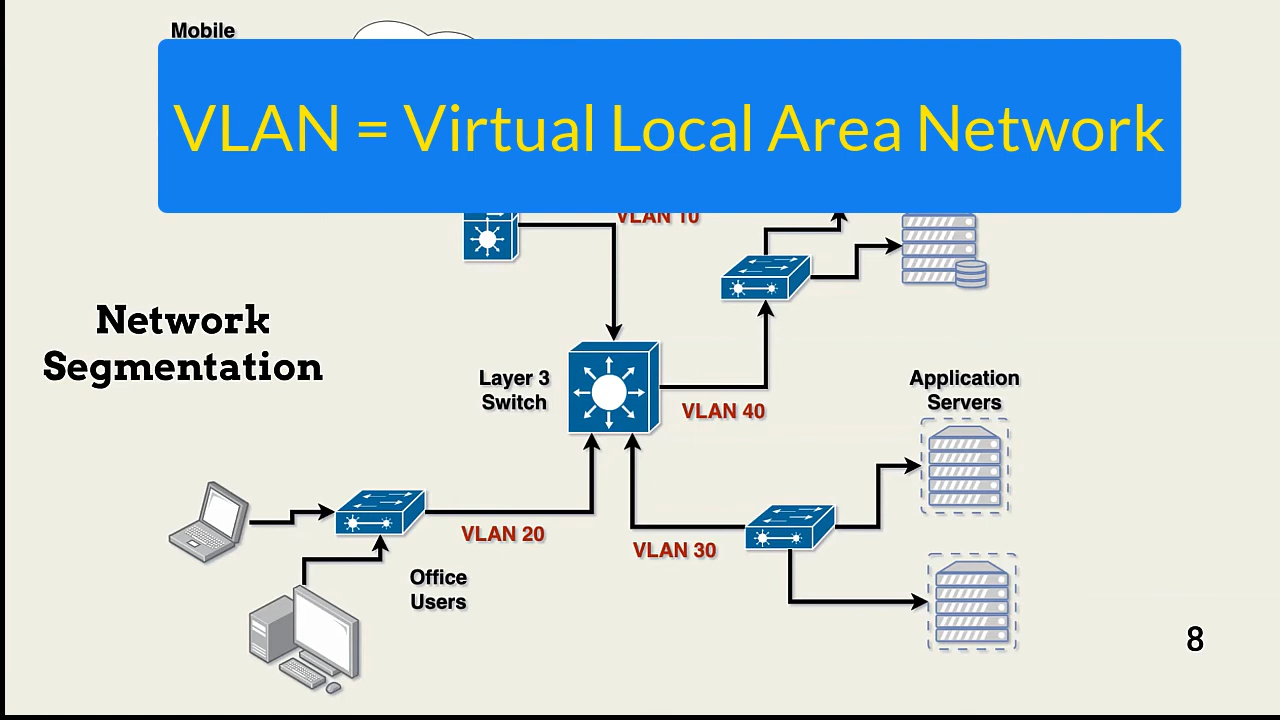 Mobile
VLAN = Virtual Local Area Network
VLAN 10
Network
Segmentation
Layer 3
Switch
VLAN 40
Application
Servers
VLAN 20
VLAN 30
Office
Users
8